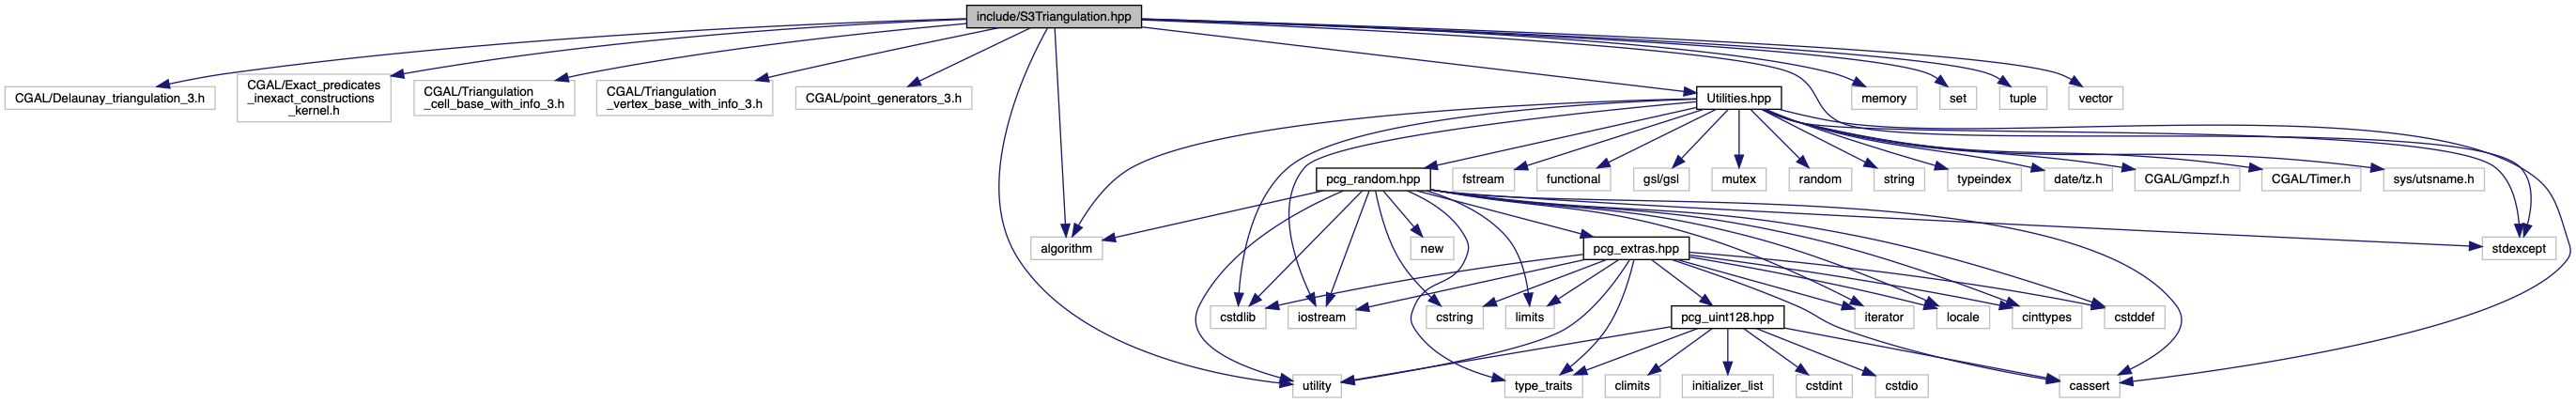 include/S3Triangulation.hpp
CGAL/Delaunay_triangulation_3.h
CGAL/Exact_predicates
_inexact_constructions
_kernel.h
CGAL/Triangulation
_cell_base_with_info_3.h
CGAL/Triangulation
_vertex_base_with_info_3.h
CGAL/point_generators_3.h
Utilities.hpp
memory
set
tuple
vector
pcg_random.hpp
fstream
functional
gsl/gsl
mutex
random
string
typeindex
date/tz.h
CGAL/Gmpzf.h
CGAL/Timer.h
sys/utsname.h
algorithm
new
pcg_extras.hpp
stdexcept
cstdlib
iostream
cstring
limits
pcg_uint128.hpp
iterator
locale
cinttypes
cstddef
utility
type_traits
climits
initializer_list
cstdint
cstdio
cassert